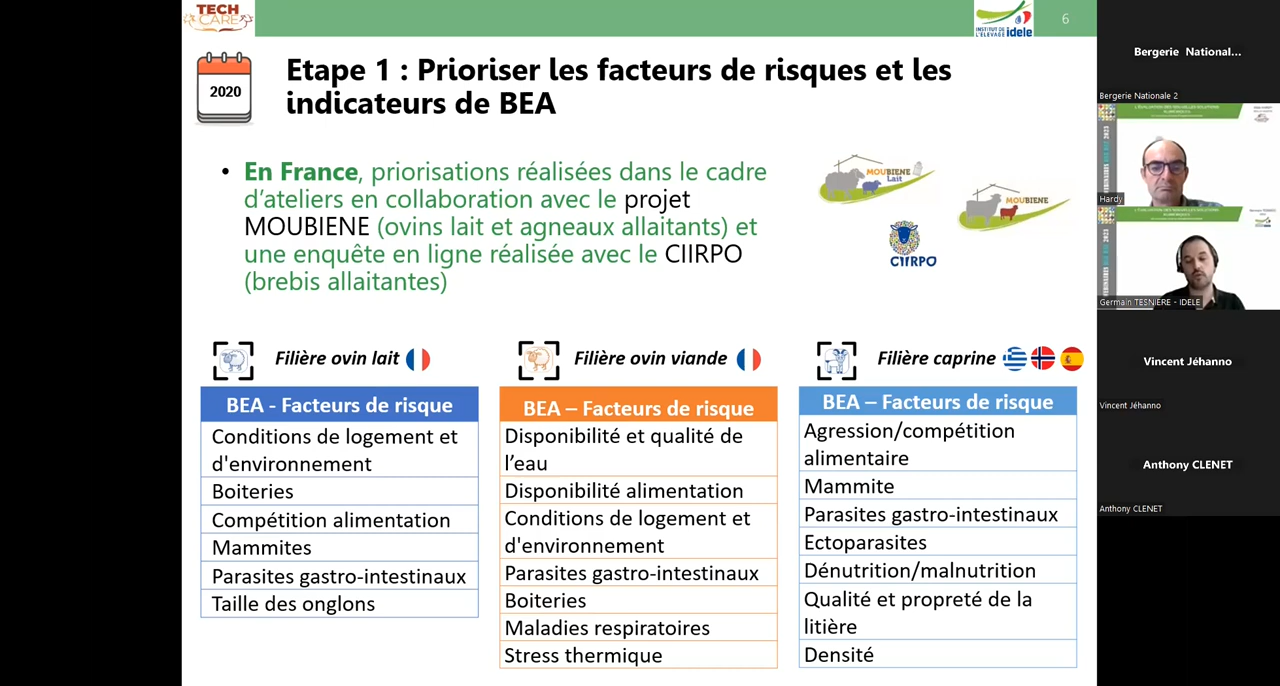 TECH
CARE
INSTITUT DE
L'ÉLEVAGE idele
6
2020
Etape 1 : Prioriser les facteurs de risques et les
indicateurs de BEA
• En France, priorisations réalisées dans le cadre
d'ateliers en collaboration avec le projet
MOUBIENE (ovins lait et agneaux allaitants) et
une enquête en ligne réalisée avec le CIIRPO
(brebis allaitantes)
MOUBIENE
Lait
MOUBIENE
CIIRPO
Filière ovin lait
BEA - Facteurs de risque
Conditions de logement et
d'environnement
Boiteries
Compétition alimentation
Mammites
Parasites gastro-intestinaux
Taille des onglons
Filière ovin viande
BEA – Facteurs de risque
Disponibilité et qualité de
l’eau
Disponibilité alimentation
Conditions de logement et
d'environnement
Parasites gastro-intestinaux
Boiteries
Maladies respiratoires
Stress thermique
Filière caprine
BEA – Facteurs de risque
Agression/compétition
alimentaire
Mammite
Parasites gastro-intestinaux
Ectoparasites
Dénutrition/malnutrition
Qualité et propreté de la
litière
Densité
Bergerie National...
Bergerie Nationale 2
Hardy
Germain TESNIÈRE - IDELE
Vincent Jéhanno
Vincent Jéhanno
Anthony CLENET
Anthony CLENET